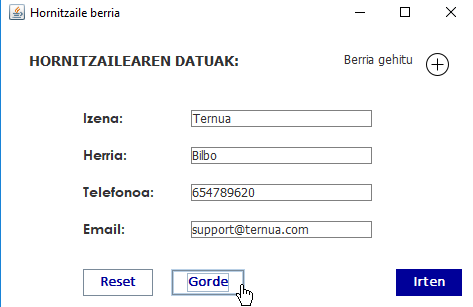 Hornitzaile berria
HORNITZAILEAREN DATUAK:
Berria gehitu
Izena: Ternua
Herria: Bilbo
Telefonoa: 654789620
Email: support@ternua.com
Reset Gorde Irten